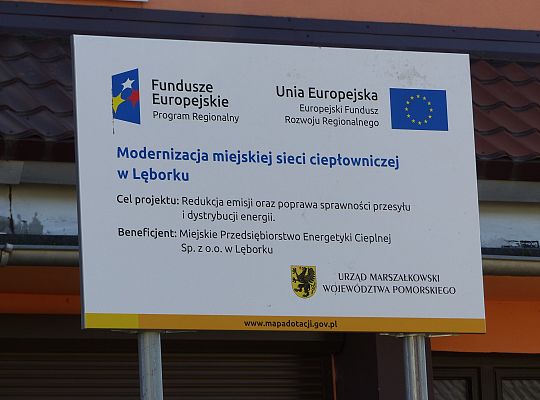 Fundusze
Europejskie
Program Regionalny
Unia Europejska
Europejski Fundusz
Rozwoju Regionalnego
Modernizacja miejskiej sieci ciepłowniczej
w Lęborku
Cel projektu: Redukcja emisji oraz poprawa sprawności przesyłu
i dystrybucji energii.
Beneficjent: Miejskie Przedsiębiorstwo Energetyki Cieplnej
Sp. z o.o. w Lęborku
URZĄD MARSZAŁKOWSKI
WOJEWÓDZTWA POMORSKIEGO
www.mapadotacji.gov.pl